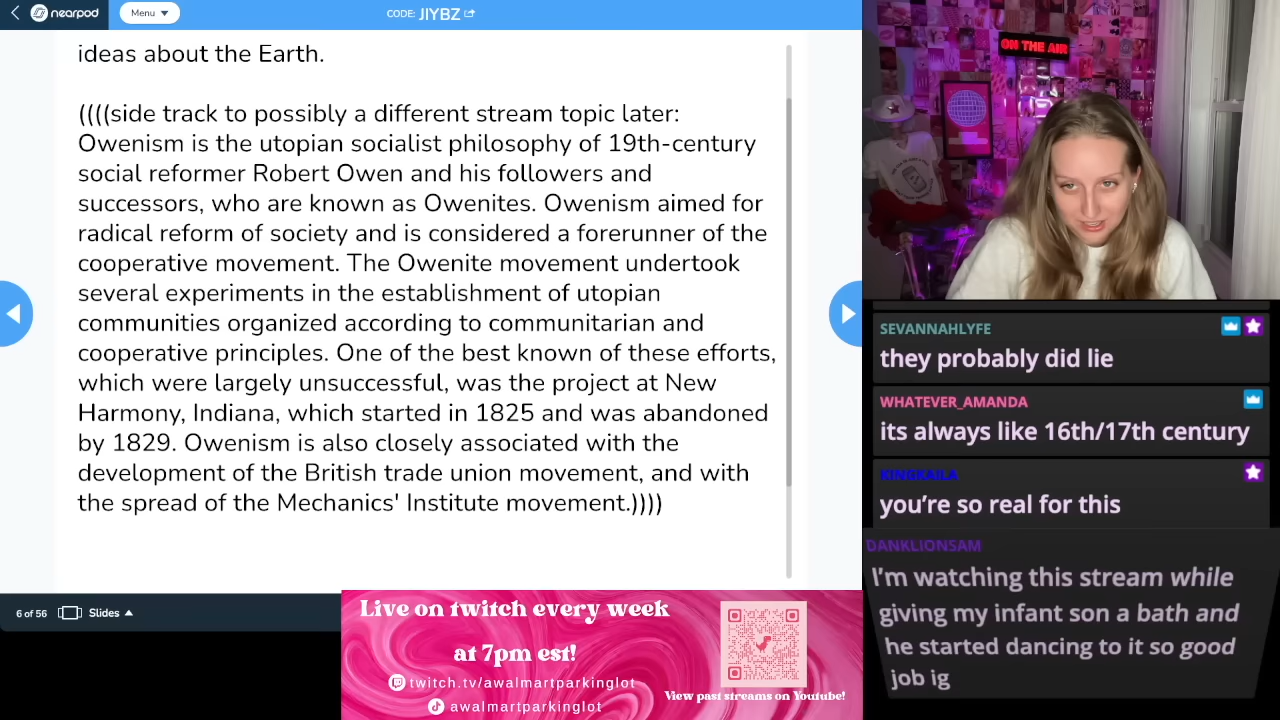 nearpod
Menu
CODE: JIYBZ
ideas about the Earth.
((((side track to possibly a different stream topic later:
Owenism is the utopian socialist philosophy of 19th-century
social reformer Robert Owen and his followers and
successors, who are known as Owenites. Owenism aimed for
radical reform of society and is considered a forerunner of the
cooperative movement. The Owenite movement undertook
several experiments in the establishment of utopian
communities organized according to communitarian and
cooperative principles. One of the best known of these efforts,
which were largely unsuccessful, was the project at New
Harmony, Indiana, which started in 1825 and was abandoned
by 1829. Owenism is also closely associated with the
development of the British trade union movement, and with
the spread of the Mechanics' Institute movement.))))
6 of 56
Slides
Live on twitch every week
at 7pm est!
twitch.tv/awalmartparkinglot
awalmartparkinglot
View past streams on Youtube!
ON THE AIR
SEVANNAHLYFE
they probably did lie
WHATEVER_AMANDA
its always like 16th/17th century
KINGKAILA
you're so real for this
DANKLIONSAM
I'm watching this stream while
giving my infant son a bath and
he started dancing to it so good
job ig